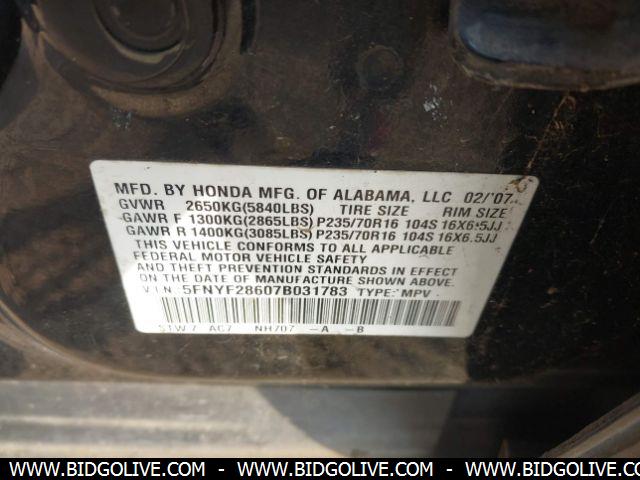 MFD. BY HONDA MFG. OF ALABAMA, LLC 02/'07
GVWR 2650KG(5840LBS) TIRE SIZE RIM SIZE
GAWR F 1300KG(2865LBS) P235/70R16 104S 16X6.5JJ
GAWR R 1400KG(3085LBS) P235/70R16 104S 16X6.5JJ
THIS VEHICLE CONFORMS TO ALL APPLICABLE
FEDERAL MOTOR VEHICLE SAFETY
AND THEFT PREVENTION STANDARDS IN EFFECT
ON THE DATE OF MANUFACTURE SHOWN ABOVE.
V.I.N.: 5FNYF28607B031783 TYPE: MPV
STW7 AC7 NH707 -A -B
WWW.BIDGOLIVE.COM - WWW.BIDGOLIVE.COM - WWW.BIDGOLIVE.COM